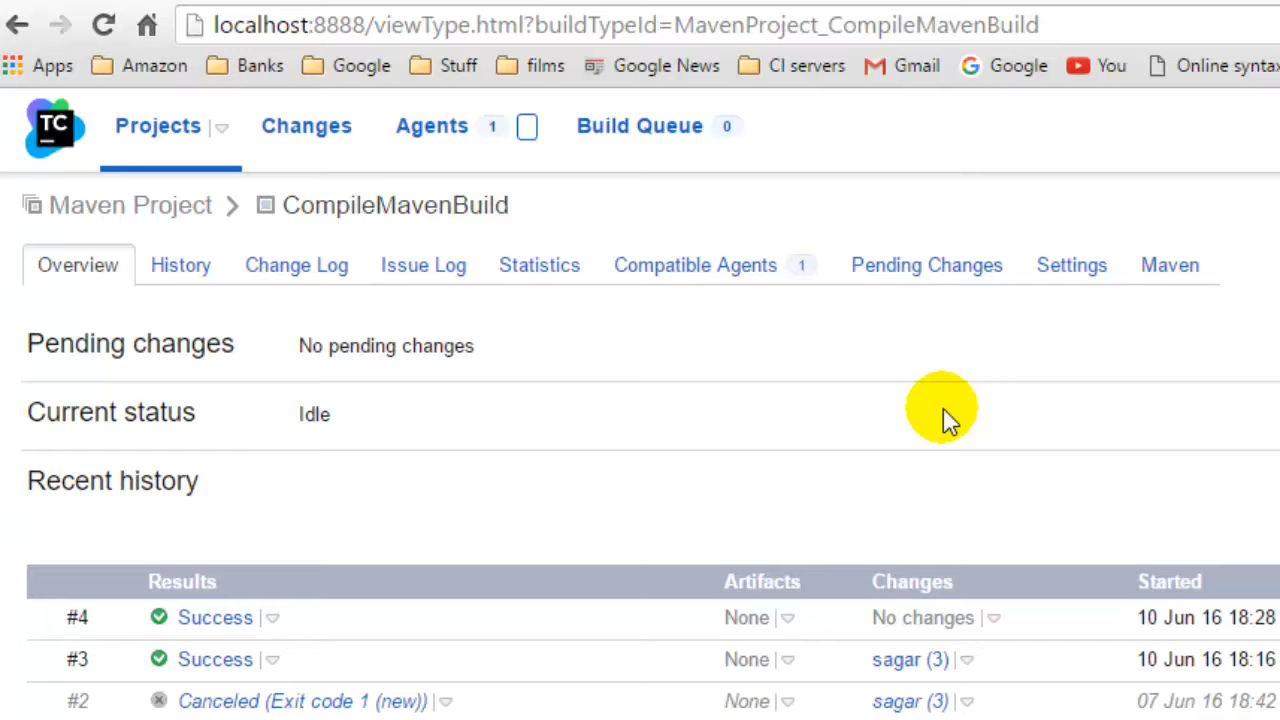 localhost:8888/viewType.html?buildTypeId=MavenProject_CompileMavenBuild
Apps Amazon Banks Google Stuff films Google News CI servers Gmail Google You Online syntax
TC Projects Changes Agents 1 Build Queue 0
Maven Project CompileMavenBuild
Overview History Change Log Issue Log Statistics Compatible Agents 1 Pending Changes Settings Maven
Pending changes No pending changes
Current status Idle
Recent history
Results Artifacts Changes Started
#4 Success None No changes 10 Jun 16 18:28
#3 Success None sagar (3) 10 Jun 16 18:16
#2 Canceled (Exit code 1 (new)) None sagar (3) 07 Jun 16 18:42